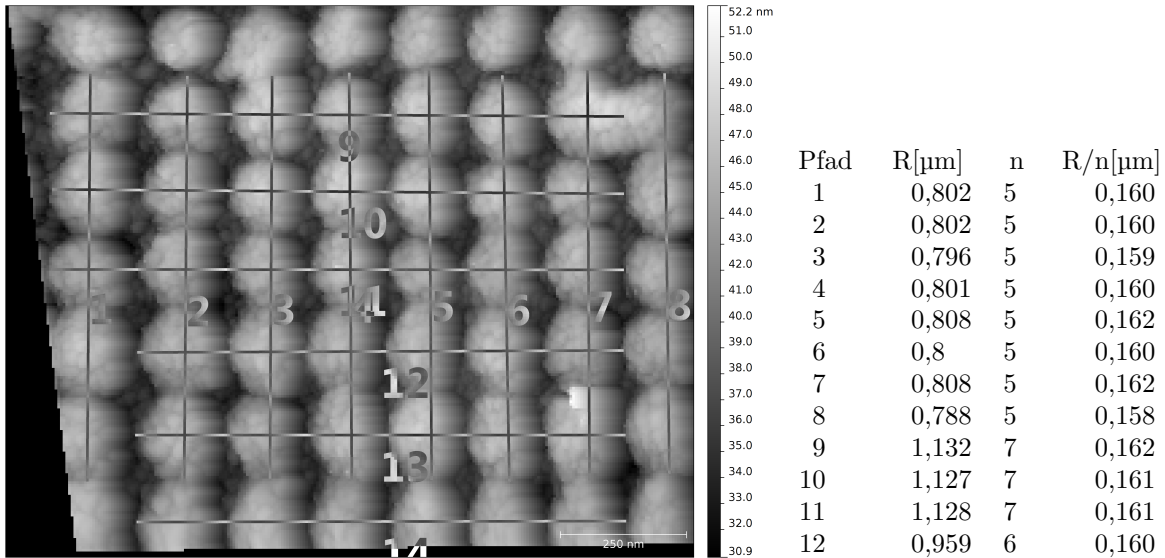 52.2 nm
51.0
50.0
49.0
48.0
47.0
46.0
45.0
44.0
43.0
42.0
41.0
40.0
39.0
38.0
37.0
36.0
35.0
34.0
33.0
32.0
30.9
9
10
1 2 3 4 11 5 6 7 8
12
13
14
250 nm
Pfad R[µm] n R/n[µm]
1 0,802 5 0,160
2 0,802 5 0,160
3 0,796 5 0,159
4 0,801 5 0,160
5 0,808 5 0,162
6 0,8 5 0,160
7 0,808 5 0,162
8 0,788 5 0,158
9 1,132 7 0,162
10 1,127 7 0,161
11 1,128 7 0,161
12 0,959 6 0,160